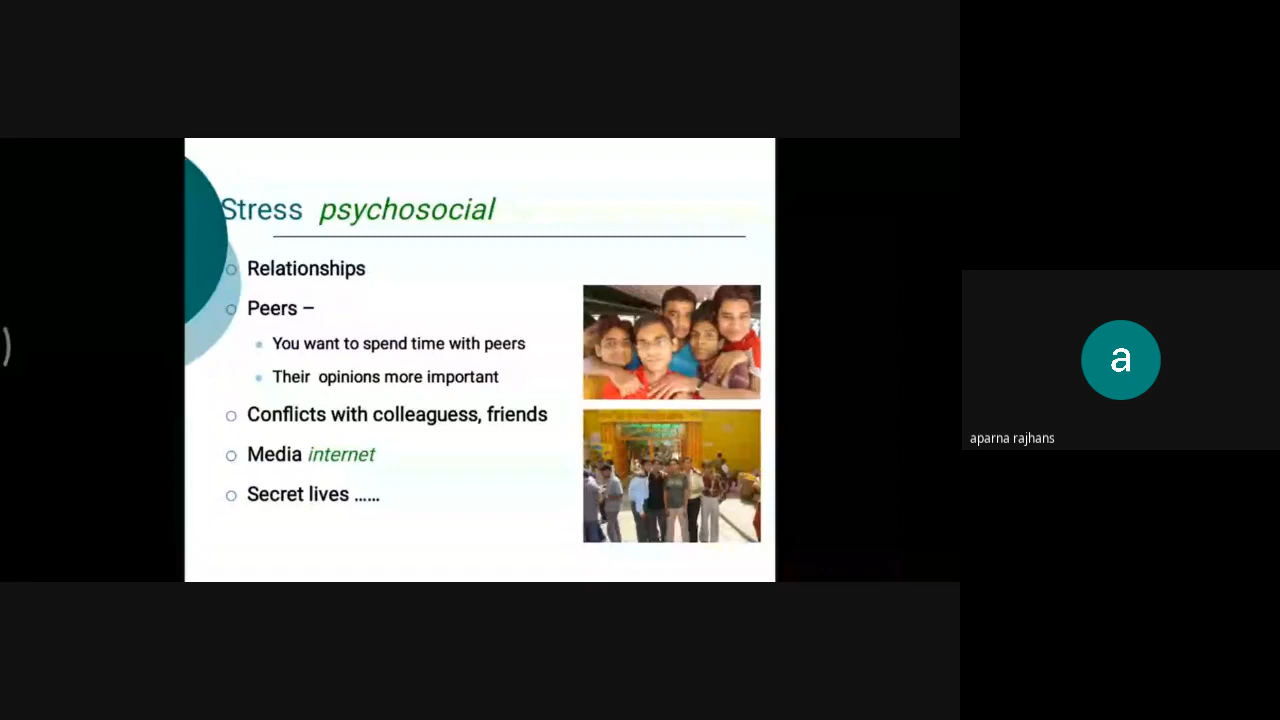 Stress psychosocial
Relationships
Peers –
You want to spend time with peers
Their opinions more important
Conflicts with colleaguess, friends
Media internet
Secret lives ......
a
aparna rajhans